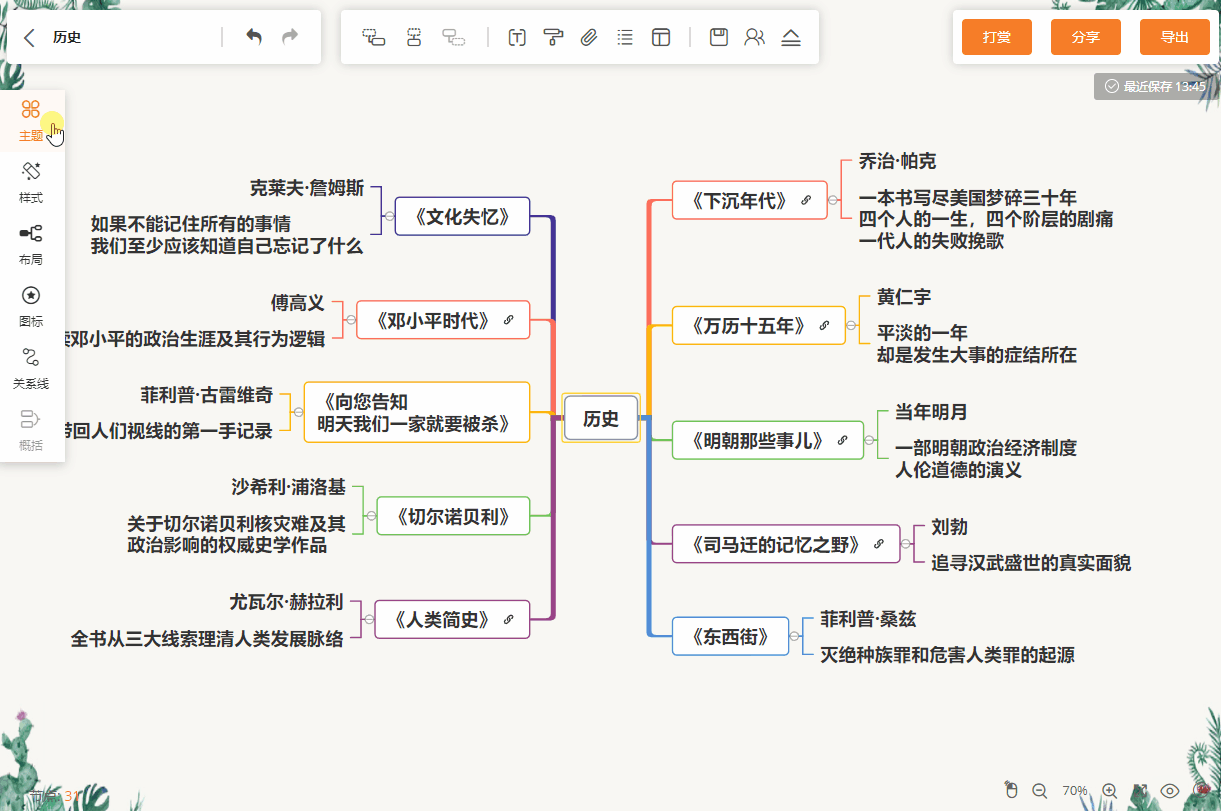 历史
打赏
分享
导出
最近保存 13:45
主题
样式
布局
图标
关系线
概括
克莱夫·詹姆斯
如果不能记住所有的事情
我们至少应该知道自己忘记了什么
《文化失忆》
傅高义
邓小平的政治生涯及其行为逻辑
《邓小平时代》
菲利普·古雷维奇
带回人们视线的第一手记录
《向您告知
明天我们一家就要被杀》
沙希利·浦洛基
关于切尔诺贝利核灾难及其
政治影响的权威史学作品
《切尔诺贝利》
尤瓦尔·赫拉利
全书从三大线索理清人类发展脉络
《人类简史》
历史
《下沉年代》
乔治·帕克
一本书写尽美国梦碎三十年
四个人的一生，四个阶层的剧痛
一代人的失败挽歌
《万历十五年》
黄仁宇
平淡的一年
却是发生大事的症结所在
《明朝那些事儿》
当年明月
一部明朝政治经济制度
人伦道德的演义
《司马迁的记忆之野》
刘勃
追寻汉武盛世的真实面貌
《东西街》
菲利普·桑兹
灭绝种族罪和危害人类罪的起源
节点: 31
70%